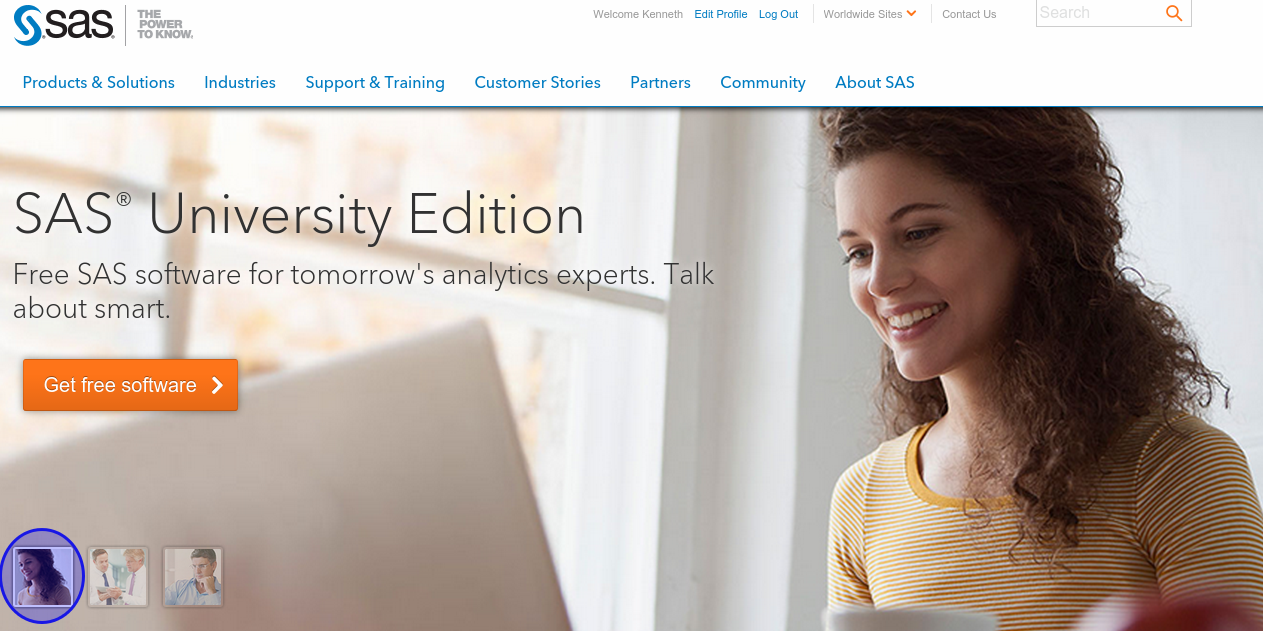 sas
THE
POWER
TO KNOW.
Welcome Kenneth Edit Profile Log Out Worldwide Sites Contact Us Search
Products & Solutions Industries Support & Training Customer Stories Partners Community About SAS
SAS® University Edition
Free SAS software for tomorrow's analytics experts. Talk
about smart.
Get free software